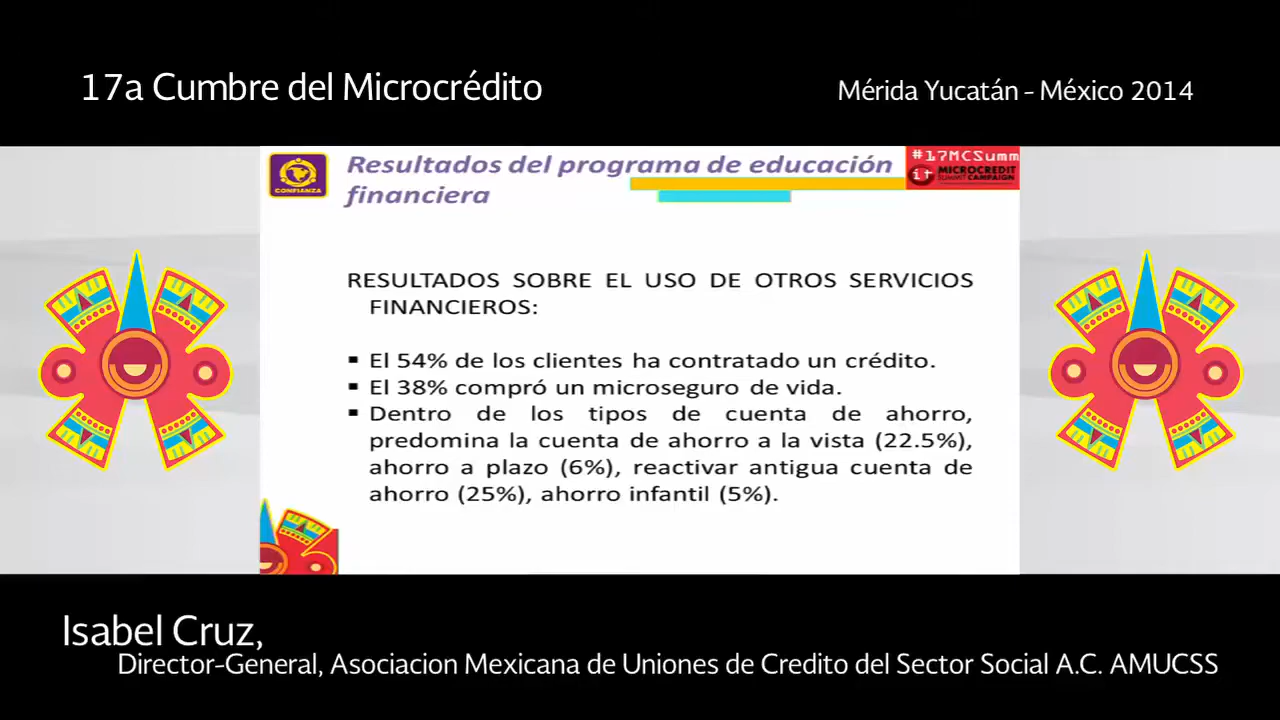 17a Cumbre del Microcrédito
Mérida Yucatán - México 2014
CONFIANZA
Resultados del programa de educación
financiera
#17MCSumm
it
MICROCREDIT
SUMMIT CAMPAIGN
RESULTADOS SOBRE EL USO DE OTROS SERVICIOS
FINANCIEROS:
▪ El 54% de los clientes ha contratado un crédito.
▪ El 38% compró un microseguro de vida.
▪ Dentro de los tipos de cuenta de ahorro,
predomina la cuenta de ahorro a la vista (22.5%),
ahorro a plazo (6%), reactivar antigua cuenta de
ahorro (25%), ahorro infantil (5%).
Isabel Cruz,
Director-General, Asociacion Mexicana de Uniones de Credito del Sector Social A.C. AMUCSS